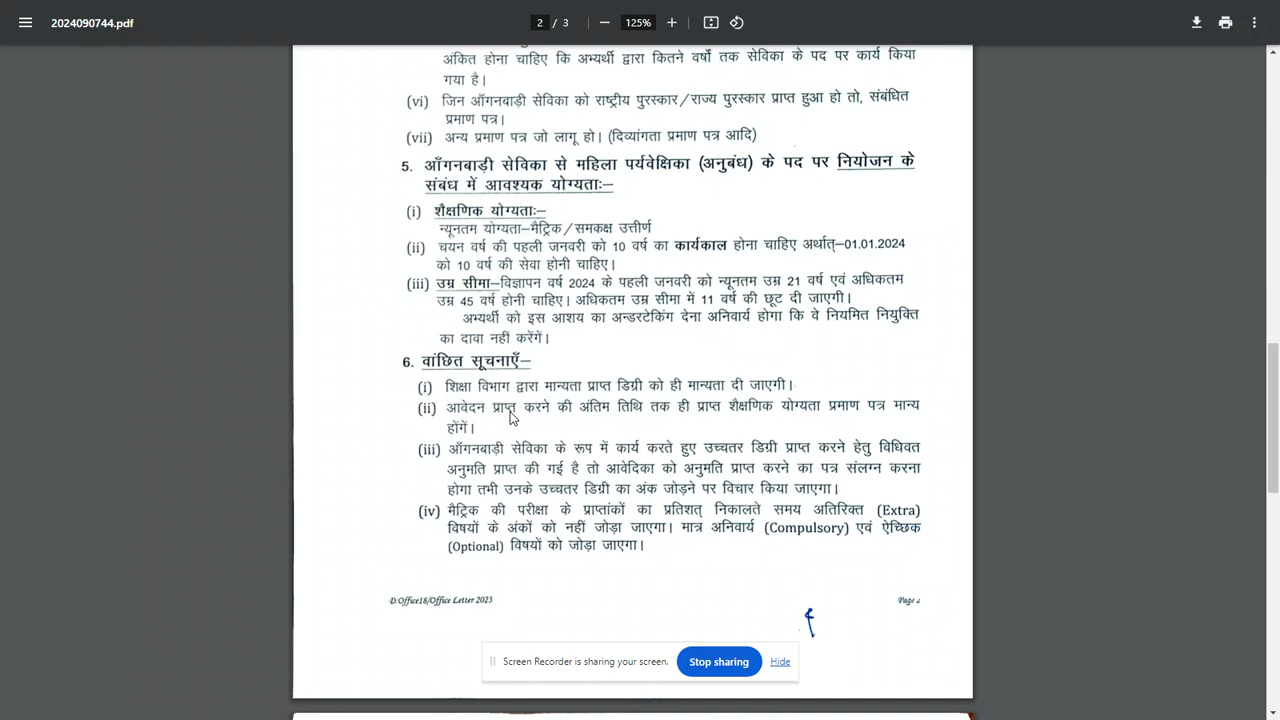 2024090744.pdf
2 / 3
125%
अंकित होना चाहिए कि अभ्यर्थी द्वारा कितने वर्षों तक सेविका के पद पर कार्य किया
गया है।
(vi) जिन आँगनबाड़ी सेविका को राष्ट्रीय पुरस्कार/राज्य पुरस्कार प्राप्त हुआ हो तो, संबंधित
प्रमाण पत्र।
(vii) अन्य प्रमाण पत्र जो लागू हो। (दिव्यांगता प्रमाण पत्र आदि)
5. आँगनबाड़ी सेविका से महिला पर्यवेक्षिका (अनुबंध) के पद पर नियोजन के
संबंध में आवश्यक योग्यताः–
(i) शैक्षणिक योग्यताः–
न्यूनतम योग्यता–मैट्रिक/समकक्ष उत्तीर्ण
(ii) चयन वर्ष की पहली जनवरी को 10 वर्ष का कार्यकाल होना चाहिए अर्थात्–01.01.2024
को 10 वर्ष की सेवा होनी चाहिए।
(iii) उम्र सीमा–विज्ञापन वर्ष 2024 के पहली जनवरी को न्यूनतम उम्र 21 वर्ष एवं अधिकतम
उम्र 45 वर्ष होनी चाहिए। अधिकतम उम्र सीमा में 11 वर्ष की छूट दी जाएगी।
अभ्यर्थी को इस आशय का अन्डरटेकिंग देना अनिवार्य होगा कि वे नियमित नियुक्ति
का दावा नहीं करेंगें।
6. वांछित सूचनाएँ–
(i) शिक्षा विभाग द्वारा मान्यता प्राप्त डिग्री को ही मान्यता दी जाएगी।
(ii) आवेदन प्राप्त करने की अंतिम तिथि तक ही प्राप्त शैक्षणिक योग्यता प्रमाण पत्र मान्य
होंगें।
(iii) आँगनबाड़ी सेविका के रूप में कार्य करते हुए उच्चतर डिग्री प्राप्त करने हेतु विधिवत
अनुमति प्राप्त की गई है तो आवेदिका को अनुमति प्राप्त करने का पत्र संलग्न करना
होगा तभी उनके उच्चतर डिग्री का अंक जोड़ने पर विचार किया जाएगा।
(iv) मैट्रिक की परीक्षा के प्राप्तांकों का प्रतिशत् निकालते समय अतिरिक्त (Extra)
विषयों के अंकों को नहीं जोड़ा जाएगा। मात्र अनिवार्य (Compulsory) एवं ऐच्छिक
(Optional) विषयों को जोड़ा जाएगा।
D:Office18/Office Letter 2023 Page
Screen Recorder is sharing your screen. Stop sharing Hide